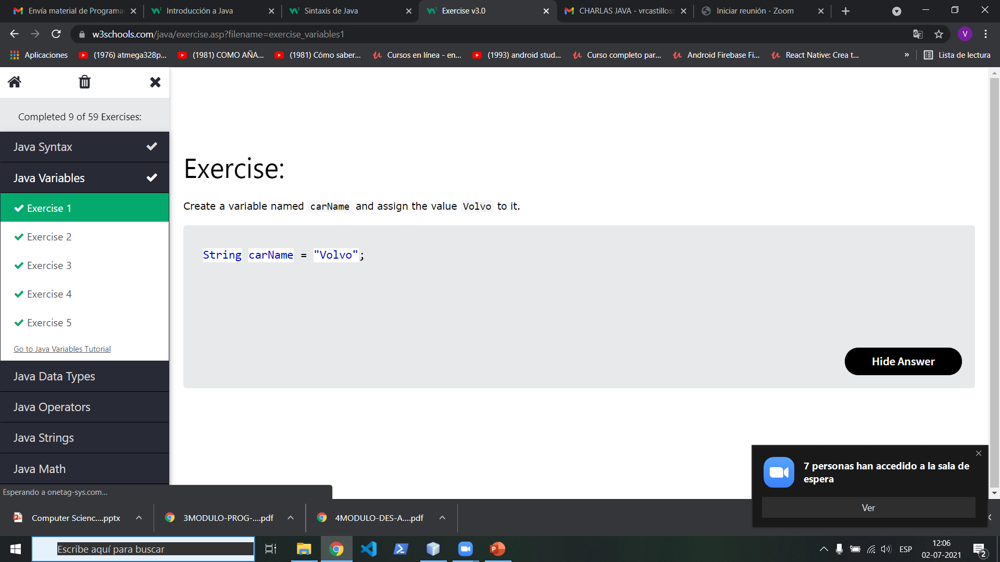 Envía material de Programa
Introducción a Java
Sintaxis de Java
Exercise v3.0
CHARLAS JAVA - vrcastilloss
Iniciar reunión - Zoom
w3schools.com/java/exercise.asp?filename=exercise_variables1
V
Aplicaciones
(1976) atmega328p...
(1981) COMO AÑA...
(1981) Cómo saber...
Cursos en línea - en...
(1993) android stud...
Curso completo par...
Android Firebase Fi...
React Native: Crea t...
»
Lista de lectura
Completed 9 of 59 Exercises:
Java Syntax
Java Variables
Exercise 1
Exercise 2
Exercise 3
Exercise 4
Exercise 5
Go to Java Variables Tutorial
Java Data Types
Java Operators
Java Strings
Java Math
Exercise:
Create a variable named carName and assign the value Volvo to it.
String carName = "Volvo";
Hide Answer
7 personas han accedido a la sala de
espera
Ver
Esperando a onetag-sys.com...
Computer Scienc....pptx
3MODULO-PROG-....pdf
4MODULO-DES-A....pdf
Escribe aquí para buscar
ESP
12:06
02-07-2021
2